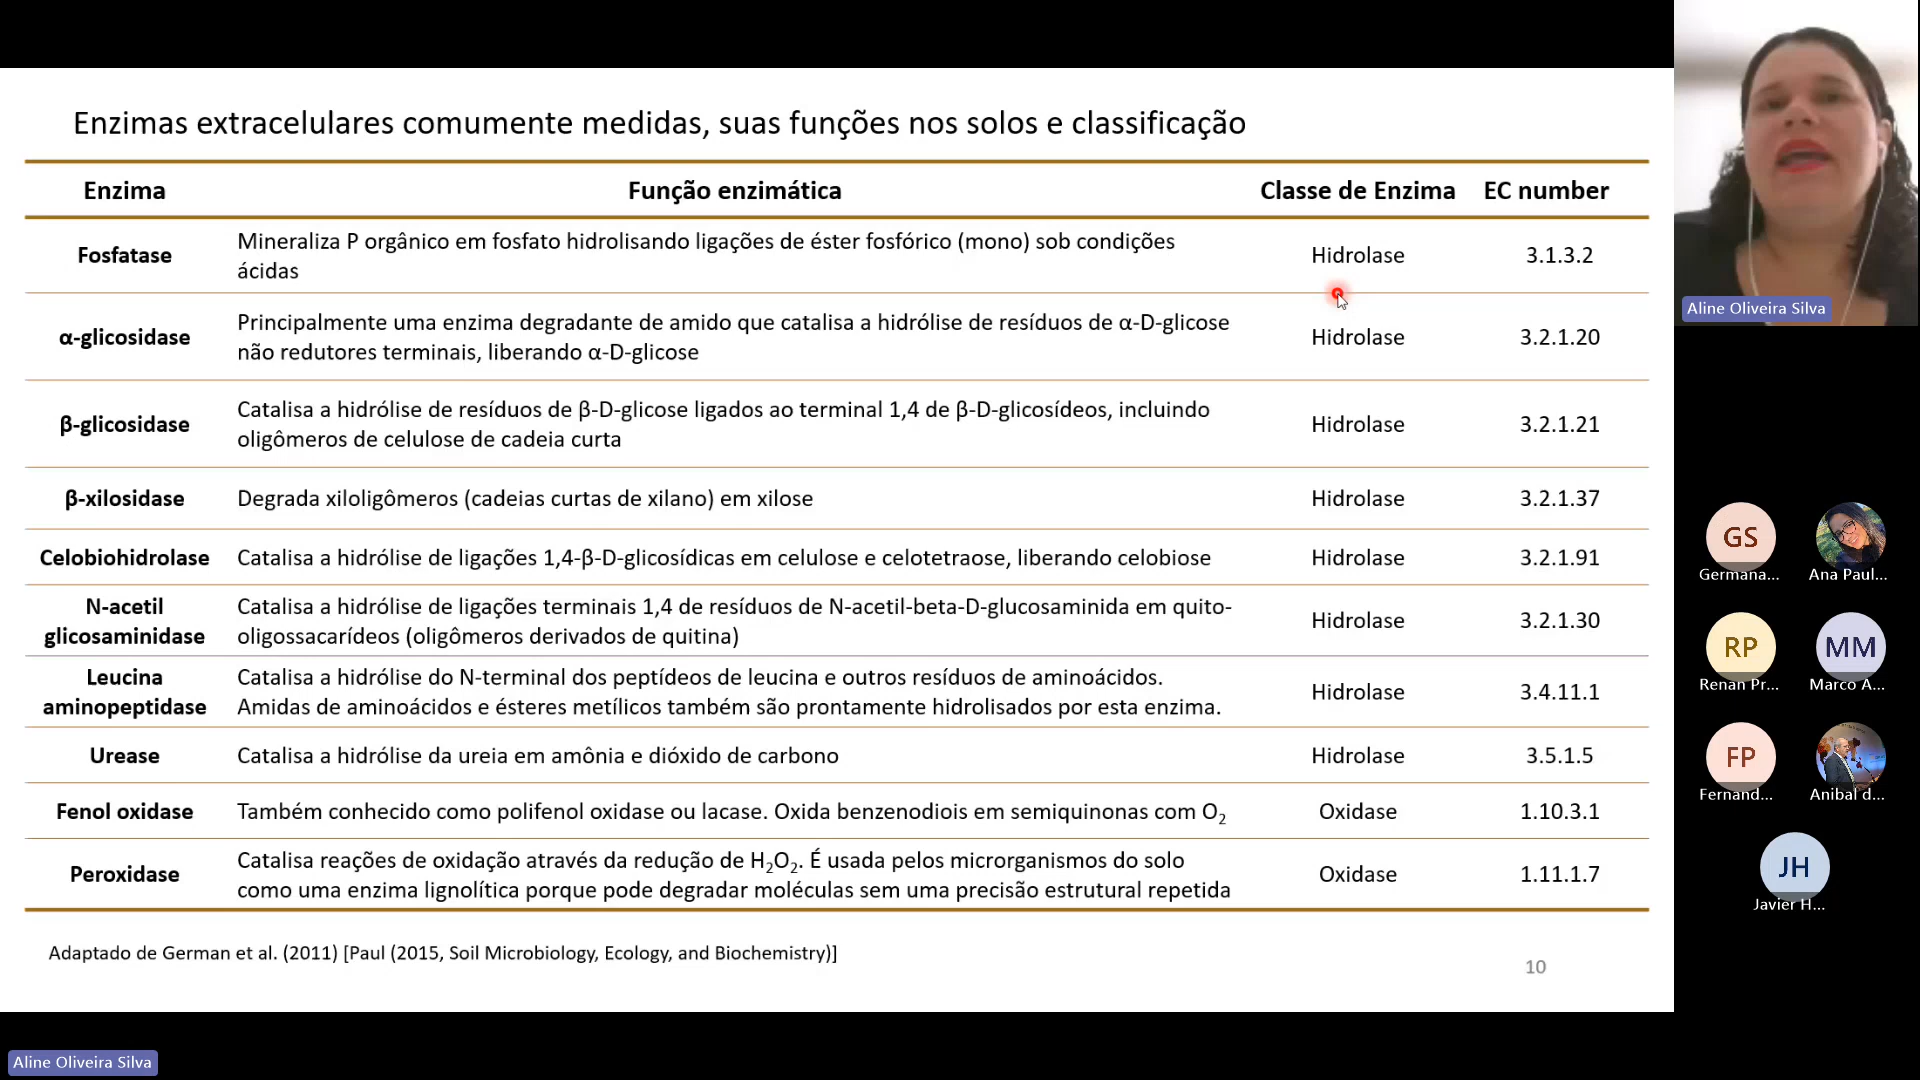 Enzimas extracelulares comumente medidas, suas funções nos solos e classificação
Enzima
Função enzimática
Classe de Enzima
EC number
Fosfatase
Mineraliza P orgânico em fosfato hidrolisando ligações de éster fosfórico (mono) sob condições
ácidas
Hidrolase
3.1.3.2
α-glicosidase
Principalmente uma enzima degradante de amido que catalisa a hidrólise de resíduos de α-D-glicose
não redutores terminais, liberando α-D-glicose
Hidrolase
3.2.1.20
β-glicosidase
Catalisa a hidrólise de resíduos de β-D-glicose ligados ao terminal 1,4 de β-D-glicosídeos, incluindo
oligômeros de celulose de cadeia curta
Hidrolase
3.2.1.21
β-xilosidase
Degrada xiloligômeros (cadeias curtas de xilano) em xilose
Hidrolase
3.2.1.37
Celobiohidrolase
Catalisa a hidrólise de ligações 1,4-β-D-glicosídicas em celulose e celotetraose, liberando celobiose
Hidrolase
3.2.1.91
N-acetil
glicosaminidase
Catalisa a hidrólise de ligações terminais 1,4 de resíduos de N-acetil-beta-D-glucosaminida em quito-
oligossacarídeos (oligômeros derivados de quitina)
Hidrolase
3.2.1.30
Leucina
aminopeptidase
Catalisa a hidrólise do N-terminal dos peptídeos de leucina e outros resíduos de aminoácidos.
Amidas de aminoácidos e ésteres metílicos também são prontamente hidrolisados por esta enzima.
Hidrolase
3.4.11.1
Urease
Catalisa a hidrólise da ureia em amônia e dióxido de carbono
Hidrolase
3.5.1.5
Fenol oxidase
Também conhecido como polifenol oxidase ou lacase. Oxida benzenodiois em semiquinonas com O₂
Oxidase
1.10.3.1
Peroxidase
Catalisa reações de oxidação através da redução de H₂O₂. É usada pelos microrganismos do solo
como uma enzima lignolítica porque pode degradar moléculas sem uma precisão estrutural repetida
Oxidase
1.11.1.7
Adaptado de German et al. (2011) [Paul (2015, Soil Microbiology, Ecology, and Biochemistry)]
10
Aline Oliveira Silva
GS
Germana...
Ana Paul...
RP
Renan Pr...
MM
Marco A...
FP
Fernand...
Anibal d...
JH
Javier H...
Aline Oliveira Silva